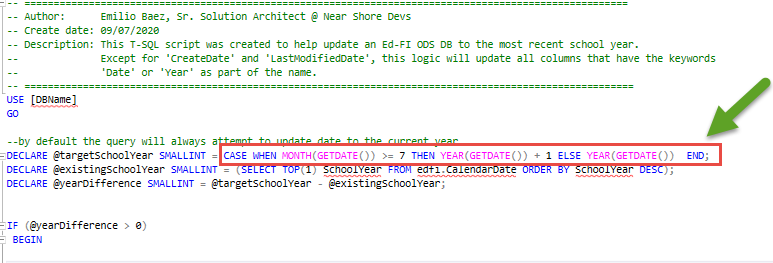 -- =====================================================================================
-- Author: Emilio Baez, Sr. Solution Architect @ Near Shore Devs
-- Create date: 09/07/2020
-- Description: This T-SQL script was created to help update an Ed-FI ODS DB to the most recent school year.
-- Except for 'CreateDate' and 'LastModifiedDate', this logic will update all columns that have the keywords
-- 'Date' or 'Year' as part of the name.
-- =====================================================================================
USE [DBName]
GO
--by default the query will always attempt to update date to the current year
DECLARE @targetSchoolYear SMALLINT = CASE WHEN MONTH(GETDATE()) >= 7 THEN YEAR(GETDATE()) + 1 ELSE YEAR(GETDATE()) END;
DECLARE @existingSchoolYear SMALLINT = (SELECT TOP(1) SchoolYear FROM edfi.CalendarDate ORDER BY SchoolYear DESC);
DECLARE @yearDifference SMALLINT = @targetSchoolYear - @existingSchoolYear;
IF (@yearDifference > 0)
BEGIN